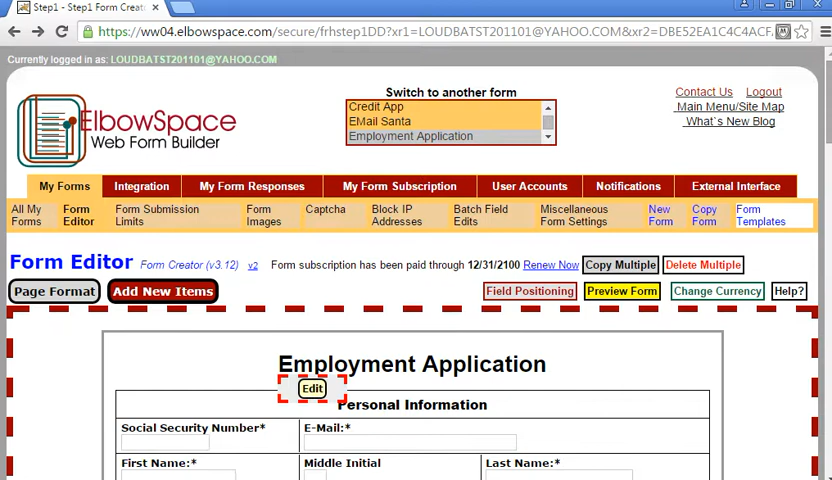 Step1 - Step1 Form Creat
https://ww04.elbowspace.com/secure/frhstep1DD?xr1=LOUDBATST201101@YAHOO.COM&xr2=DBE52EA1C4C4ACF
Currently logged in as: LOUDBATST201101@YAHOO.COM
ElbowSpace
Web Form Builder
Switch to another form
Credit App
EMail Santa
Employment Application
Contact Us Logout
Main Menu/Site Map
What`s New Blog
My Forms Integration My Form Responses My Form Subscription User Accounts Notifications External Interface
All My Forms Form Editor Form Submission Limits Form Images Captcha Block IP Addresses Batch Field Edits Miscellaneous Form Settings New Form Copy Form Form Templates
Form Editor Form Creator (v3.12) v2 Form subscription has been paid through 12/31/2100 Renew Now Copy Multiple Delete Multiple
Page Format Add New Items Field Positioning Preview Form Change Currency Help?
Employment Application
Edit
Personal Information
Social Security Number* E-Mail:*
First Name:* Middle Initial Last Name:*